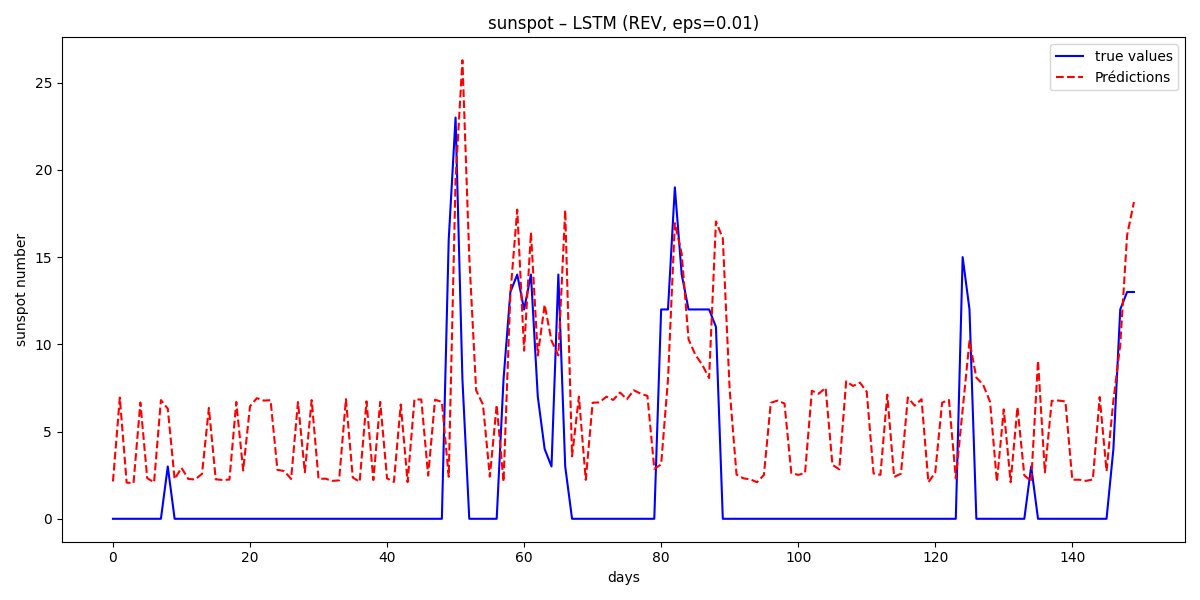 sunspot – LSTM (REV, eps=0.01)
true values
Prédictions
sunspot number
25
20
15
10
5
0
0 20 40 60 80 100 120 140
days